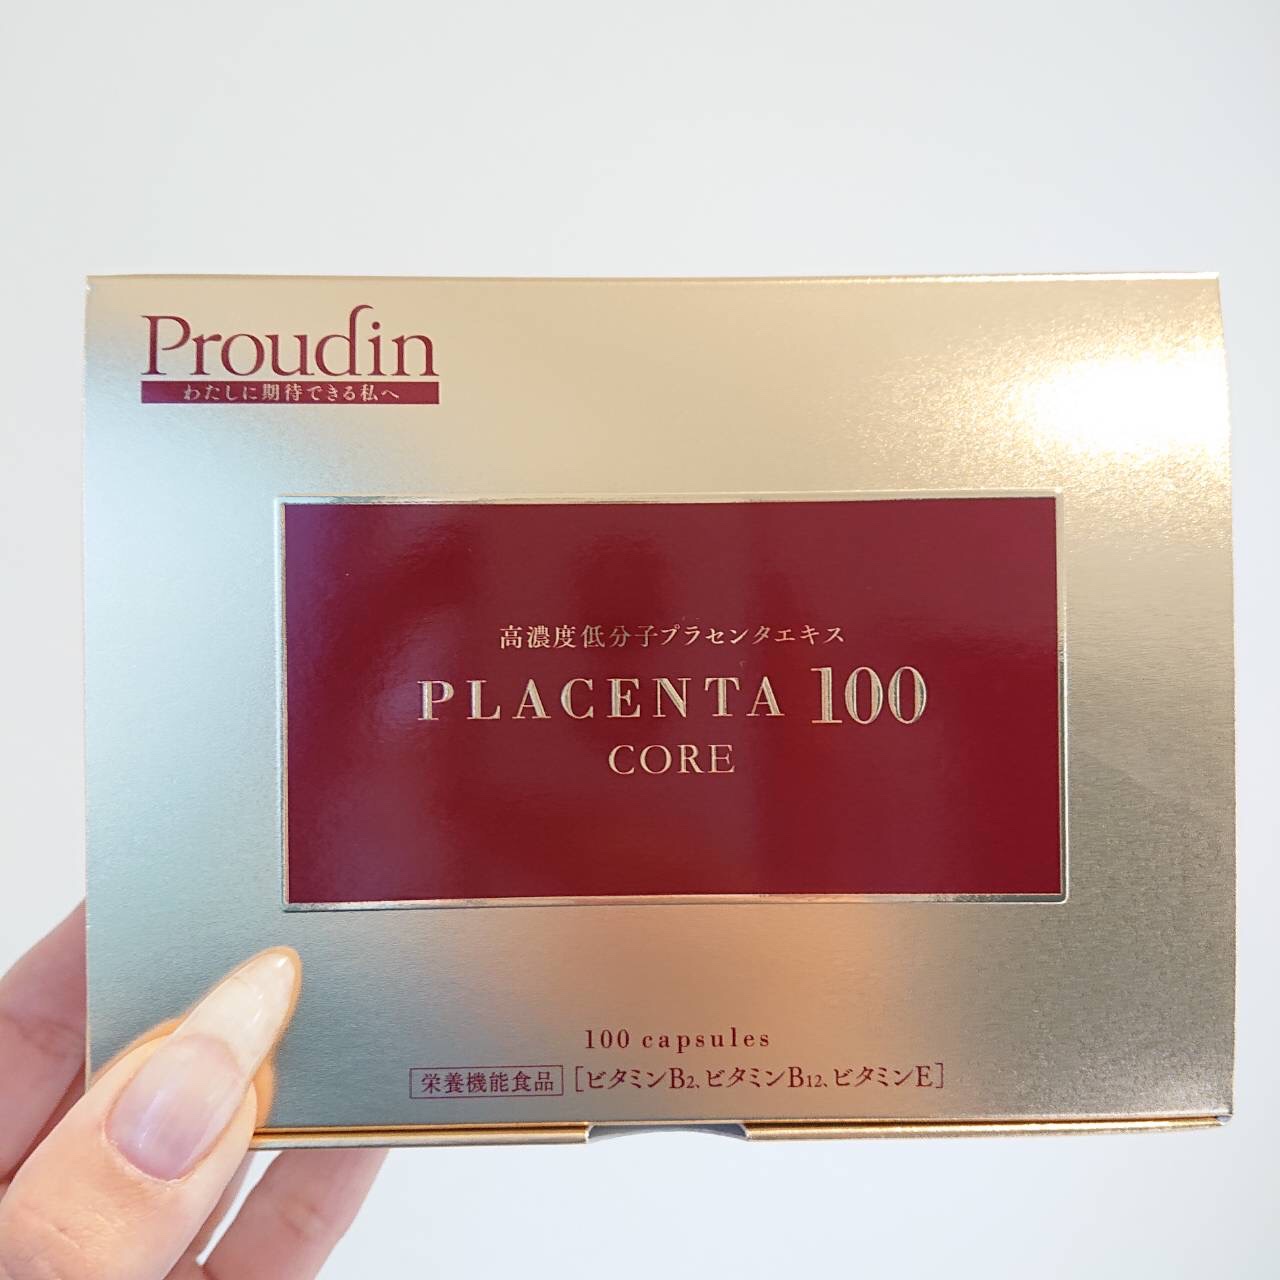 Proudin
わたしに期待できる私へ
高濃度低分子プラセンタエキス
PLACENTA 100
CORE
100 capsules
栄養機能食品 [ビタミンB2、ビタミンB12、ビタミンE]